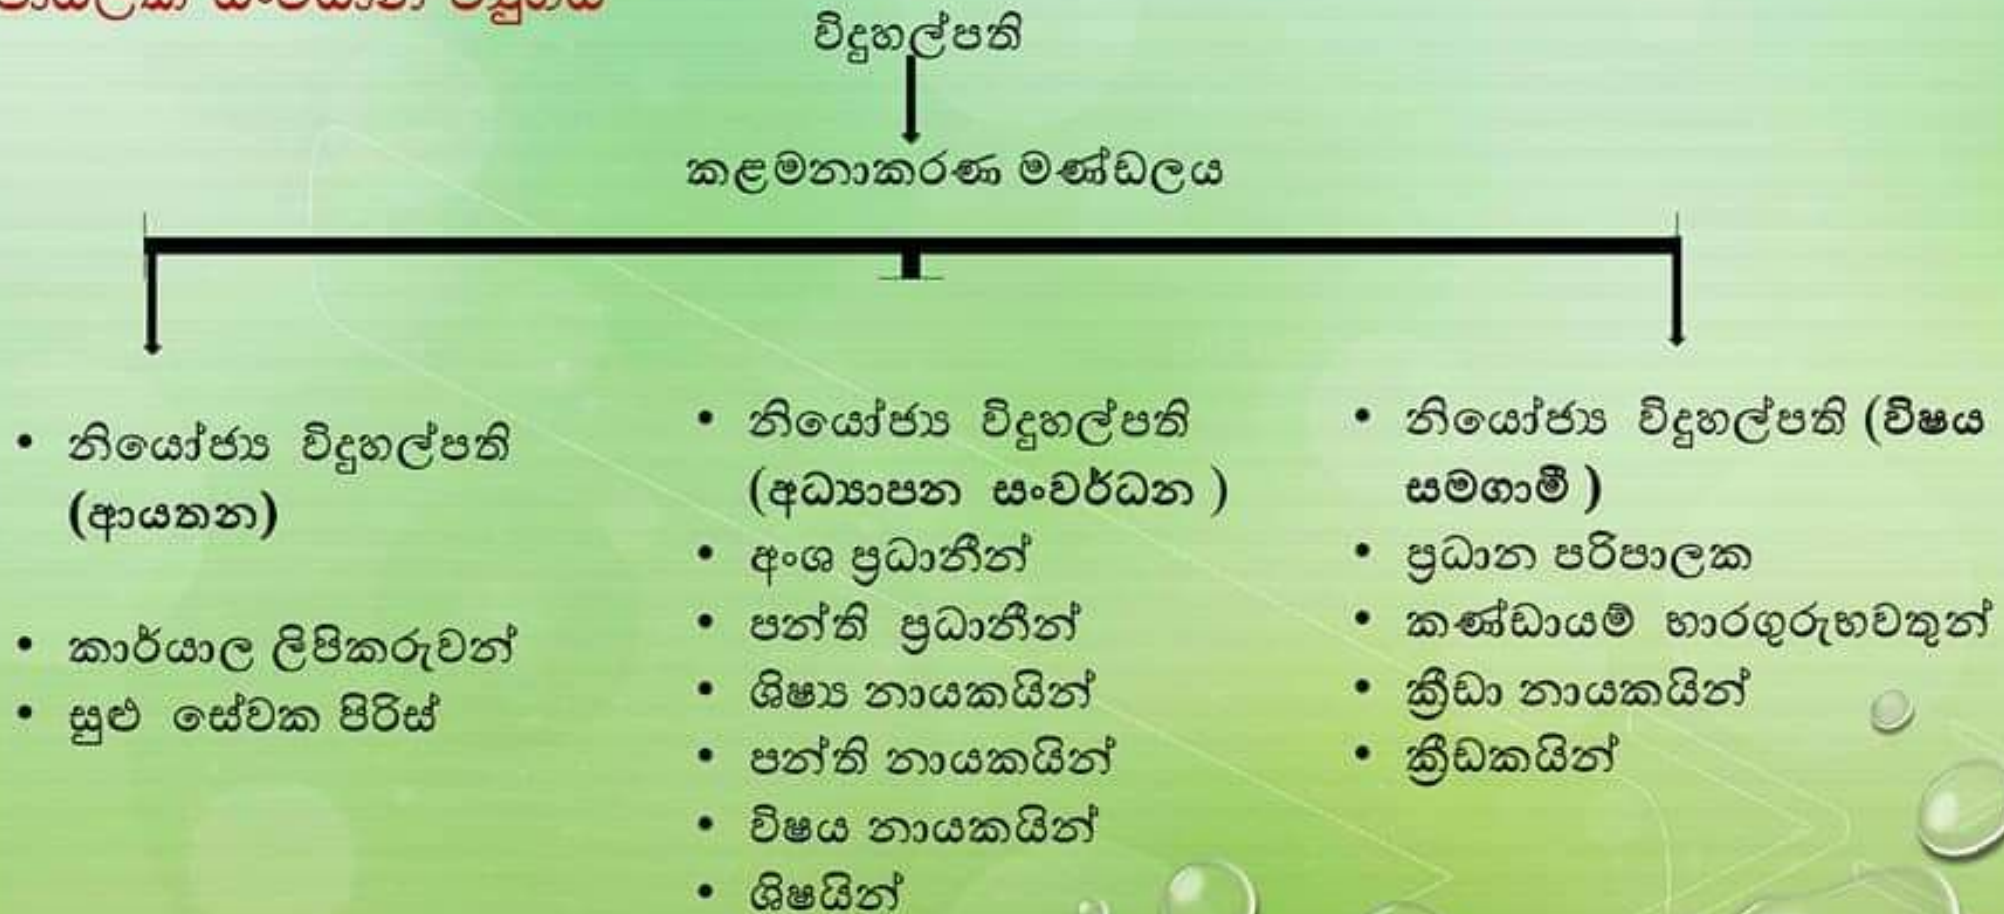 විදුහල්පති
කළමනාකරණ මණ්ඩලය
• නියෝජ්‍ය විදුහල්පති
(ආයතන)
• කාර්යාල ලිපිකරුවන්
• සුළු සේවක පිරිස්
• නියෝජ්‍ය විදුහල්පති
(අධ්‍යාපන සංවර්ධන )
• අංශ ප්‍රධානීන්
• පන්ති ප්‍රධානීන්
• ශිෂ්‍ය නායකයින්
• පන්ති නායකයින්
• විෂය නායකයින්
• ශිෂයින්
• නියෝජ්‍ය විදුහල්පති (විෂය
සමගාමී )
• ප්‍රධාන පරිපාලක
• කණ්ඩායම් භාරගුරුභවතුන්
• ක්‍රීඩා නායකයින්
• ක්‍රීඩකයින්